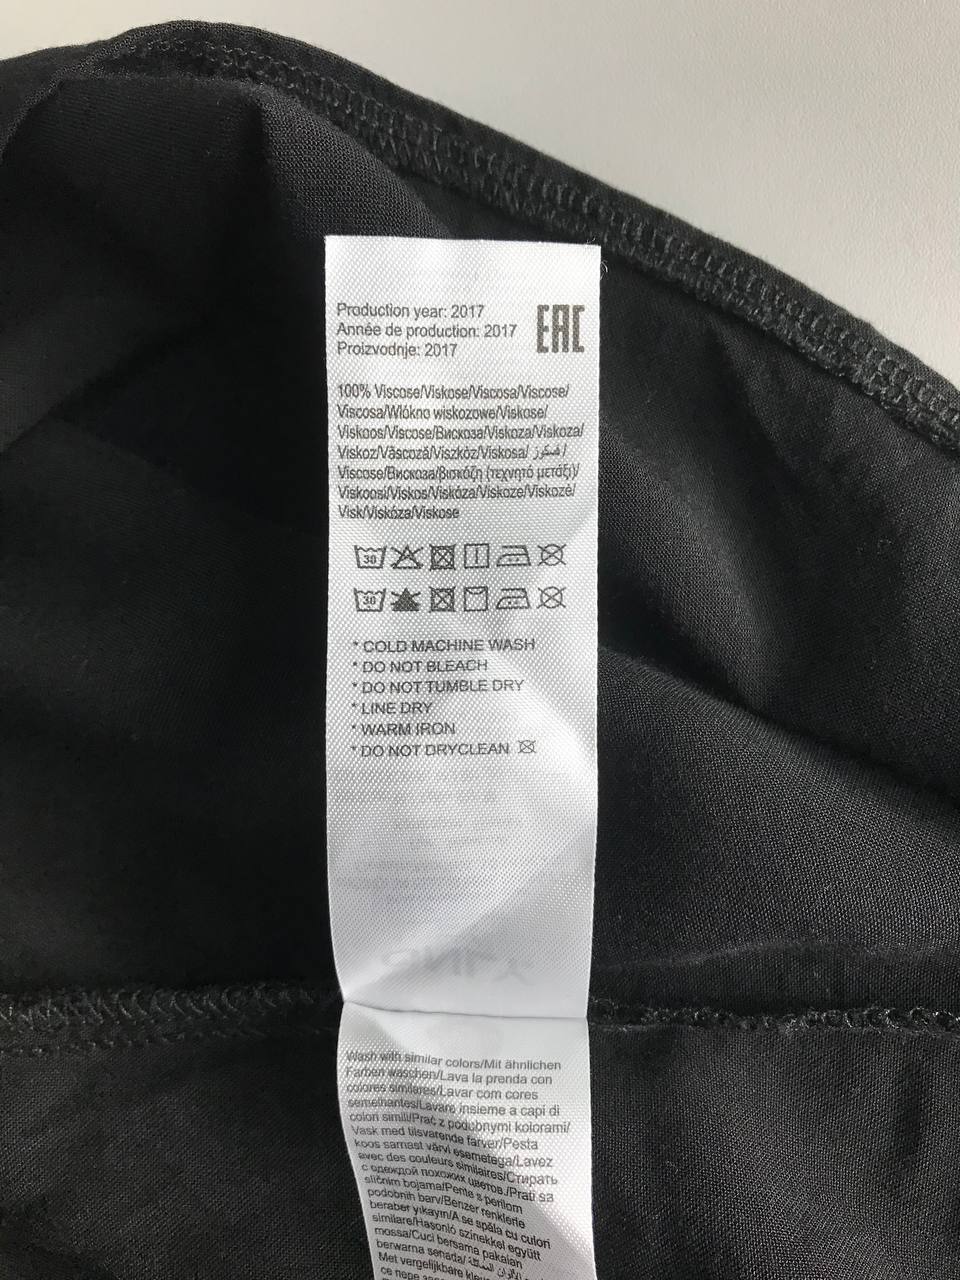 Production year: 2017
Année de production: 2017
Proizvodnje: 2017
EAC
100% Viscose/Viskose/Viscosa/Viscose/
Viscosa/Włókno wiskozowe/Viskose/
Viskoos/Viscose/Вискоза/Viskoza/Viskoza/
Viskoz/Vâscoză/Viszkóz/Viskosa/
Viscose/Вискоза/βισκόζη (τεχνητό μετάξι)/
Viskoosi/Viskos/Viskóza/Viskoze/Viskozė/
Visk/Viskóza/Viskose
30
30
* COLD MACHINE WASH
* DO NOT BLEACH
* DO NOT TUMBLE DRY
* LINE DRY
* WARM IRON
* DO NOT DRYCLEAN
Wash with similar colors/Mit ähnlichen
Farben waschen/Lava la prenda con
colores similares/Lavar com cores
semelhantes/Lavare insieme a capi di
colori simili/Prać z podobnymi kolorami/
Vask med tilsvarende farver/Pesta
koos samast värvi esemetega/Lavez
avec des couleurs similaires/Стирать
с одеждой похожих цветов./Prati sa
sličnim bojama/Perite s perilom
podobnih barv/Benzer renklerle
beraber yıkayın/A se spăla cu culori
similare/Hasonló színekkel együtt
mossa/Cuci bersama pakaian
berwarna senada/
Met vergelijkbare